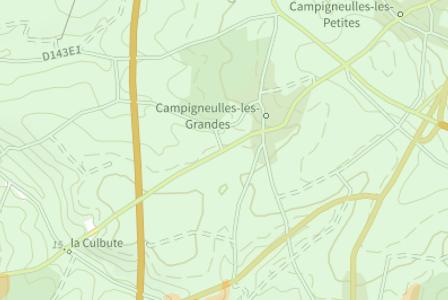 Campigneulles-les-
Petites
D143E1
Campigneulles-les-
Grandes
la Culbute
15